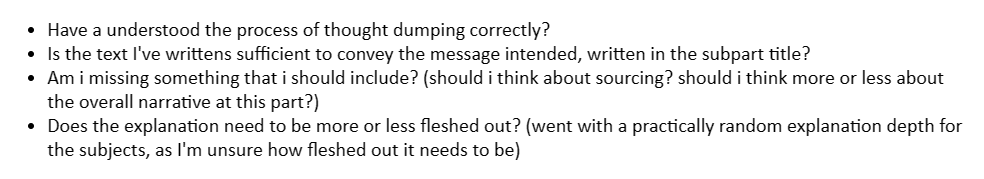 • Have a understood the process of thought dumping correctly?
• Is the text I've writtens sufficient to convey the message intended, written in the subpart title?
• Am i missing something that i should include? (should i think about sourcing? should i think more or less about
the overall narrative at this part?)
• Does the explanation need to be more or less fleshed out? (went with a practically random explanation depth for
the subjects, as I'm unsure how fleshed out it needs to be)